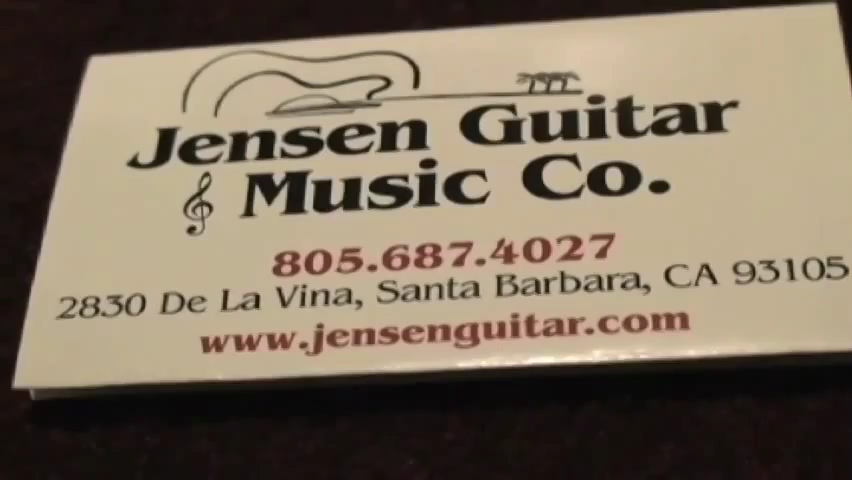 Jensen Guitar
& Music Co.
805.687.4027
2830 De La Vina, Santa Barbara, CA 93105
www.jensenguitar.com